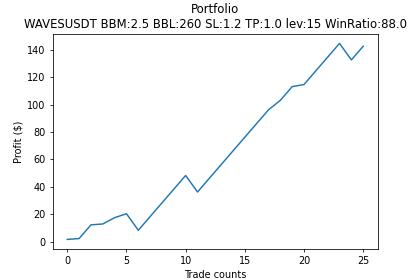 Portfolio
WAVESUSDT BBM:2.5 BBL:260 SL:1.2 TP:1.0 lev:15 WinRatio:88.0
140
120
100
80
60
40
20
0
Profit ($)
0 5 10 15 20 25
Trade counts